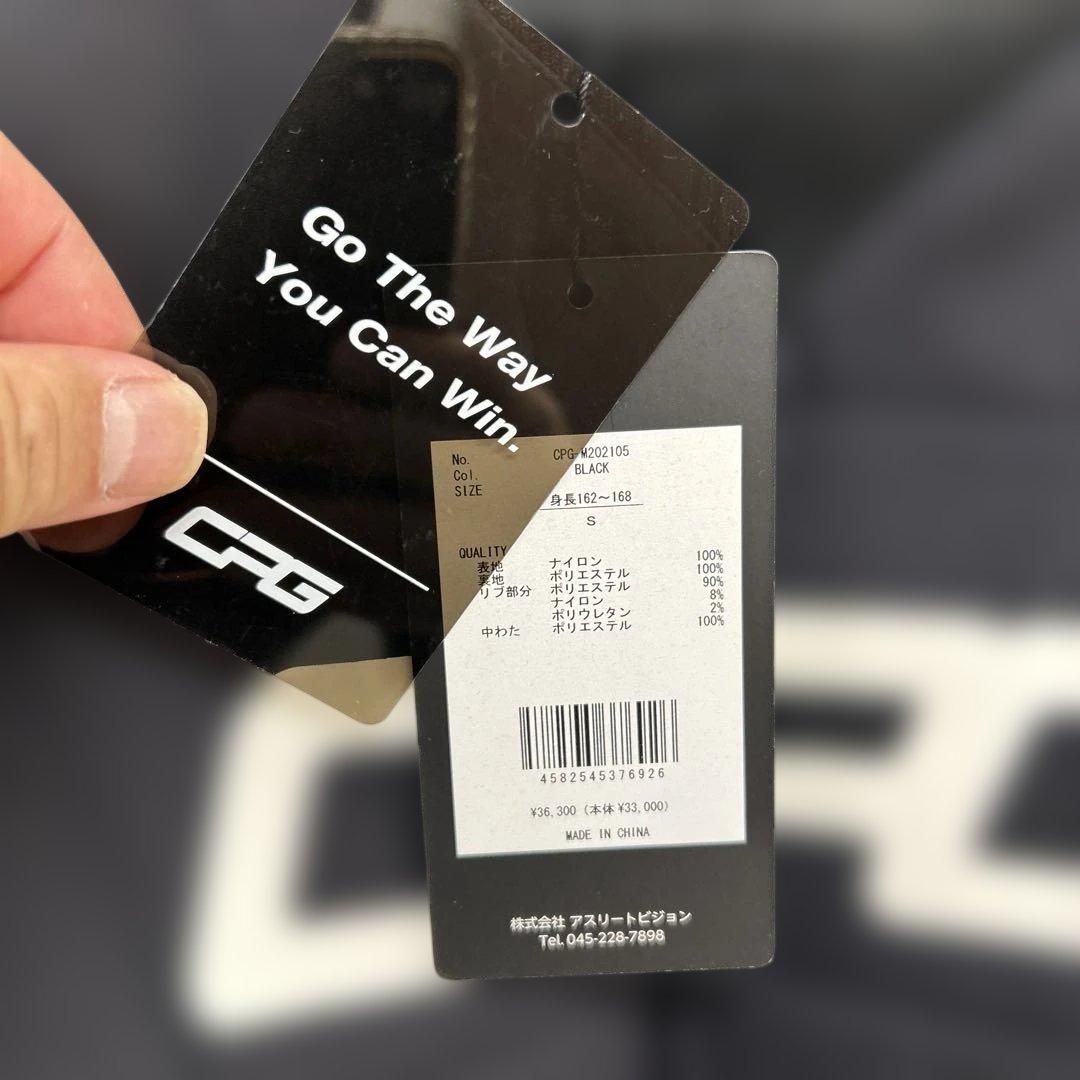 Go The Way
You Can Win.
CPG
No. CPG-M202105
Col. BLACK
SIZE 身長162～168
S
QUALITY
表地 ナイロン 100%
裏地 ポリエステル 100%
リブ部分 ポリエステル 90%
ナイロン 8%
ポリウレタン 2%
中わた ポリエステル 100%
4582545376926
¥36,300 (本体 ¥33,000)
MADE IN CHINA
株式会社 アスリートビジョン
Tel. 045-228-7898